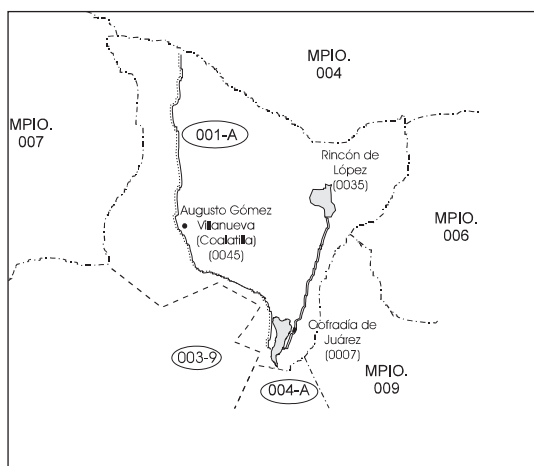 MPIO.
004
MPIO.
007
001-A
Rincón de
López
(0035)
Augusto Gómez
Villanueva
(Coalatilla)
(0045)
MPIO.
006
Cofradía de
Juárez
(0007)
003-9
004-A
MPIO.
009